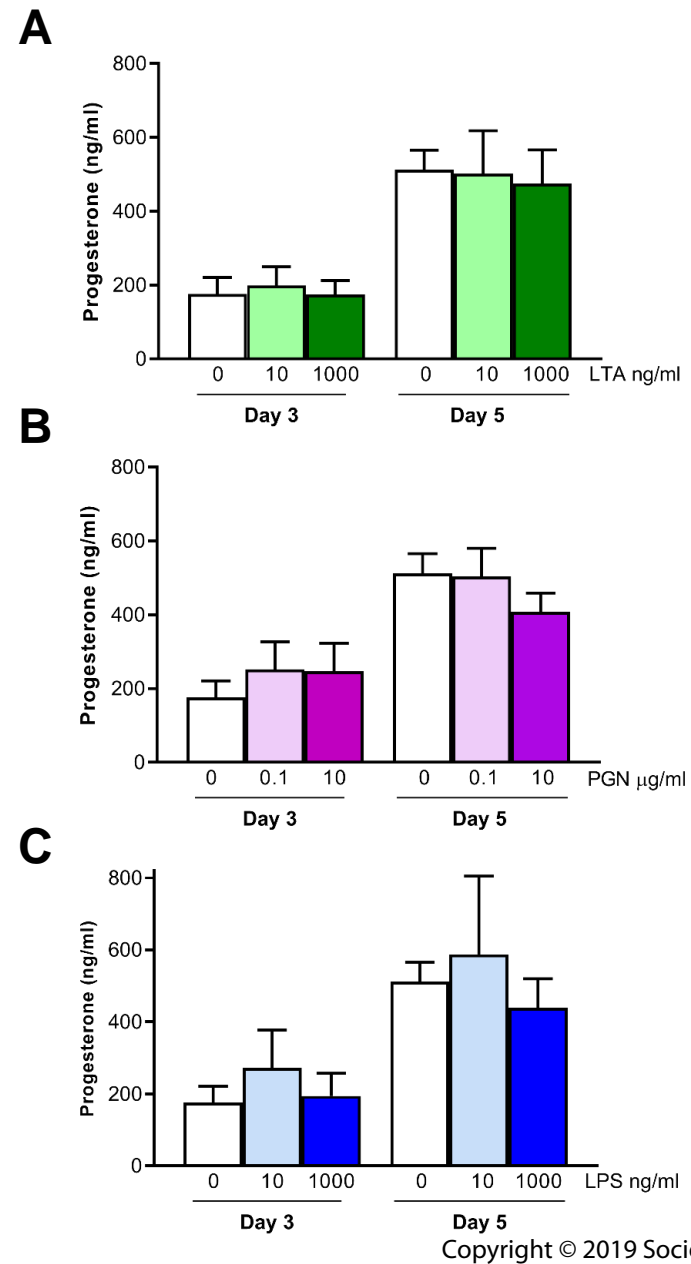 A
Progesterone (ng/ml)
800
600
400
200
0
0 10 1000 0 10 1000 LTA ng/ml
Day 3 Day 5
B
Progesterone (ng/ml)
800
600
400
200
0
0 0.1 10 0 0.1 10 PGN µg/ml
Day 3 Day 5
C
Progesterone (ng/ml)
800
600
400
200
0
0 10 1000 0 10 1000 LPS ng/ml
Day 3 Day 5
Copyright © 2019